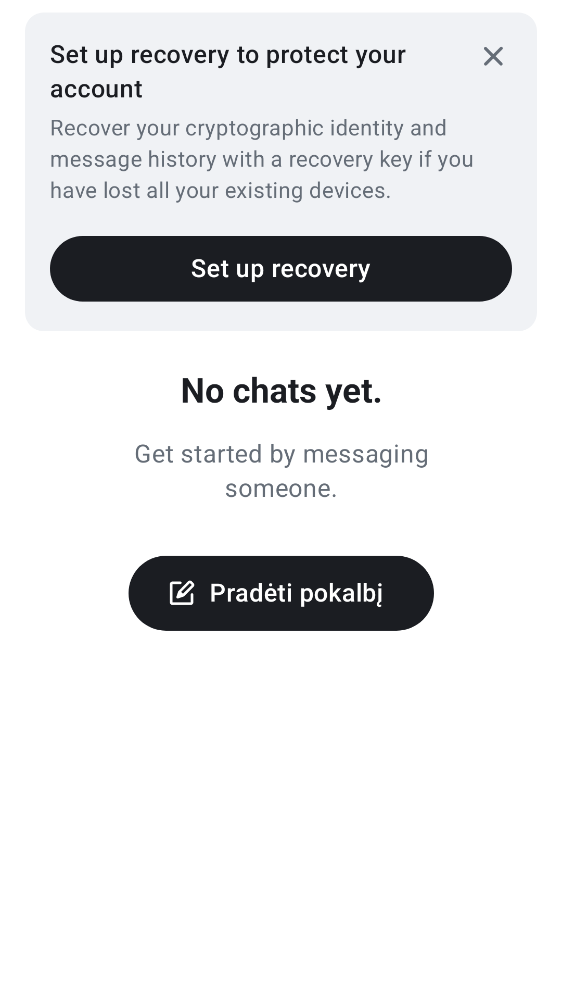 Set up recovery to protect your
account
Recover your cryptographic identity and
message history with a recovery key if you
have lost all your existing devices.
Set up recovery
No chats yet.
Get started by messaging
someone.
Pradėti pokalbį